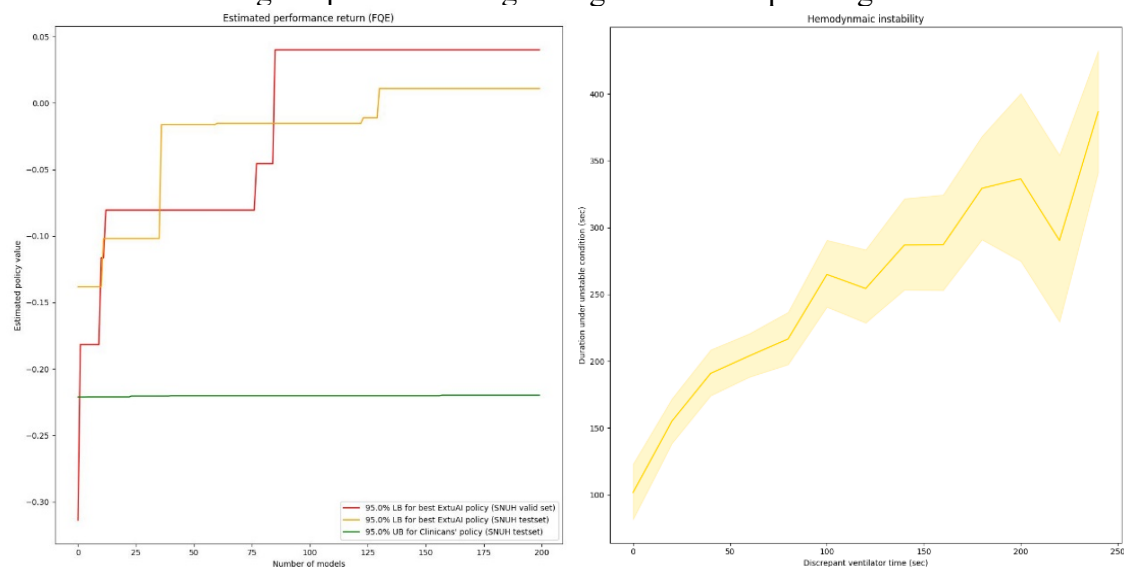 Estimated performance return (FQE)
0.05
0.00
−0.05
−0.10
−0.15
−0.20
−0.25
−0.30
Estimated policy value
95.0% LB for best ExtuAI policy (SNUH valid set)
95.0% LB for best ExtuAI policy (SNUH testset)
95.0% UB for Clinicans' policy (SNUH testset)
0 25 50 75 100 125 150 175 200
Number of models
Hemodynmaic instability
400
350
300
250
200
150
100
Duration under unstable condition (sec)
0 50 100 150 200 250
Discrepant ventilator time (sec)